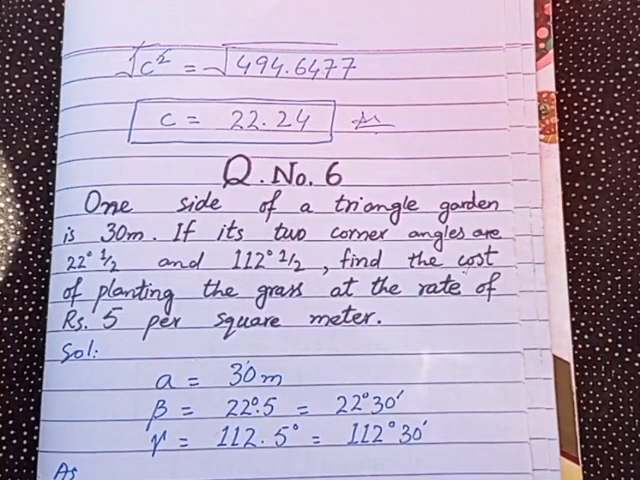 √c² = √494.6477
c = 22.24 Ans
Q.No.6
One side of a triangle garden
is 30m. If its two corner angles are
22° 1/2 and 112° 1/2, find the cost
of planting the grass at the rate of
Rs. 5 per square meter.
Sol:
a = 30m
β = 22°.5 = 22°30′
γ = 112.5° = 112°30′
As